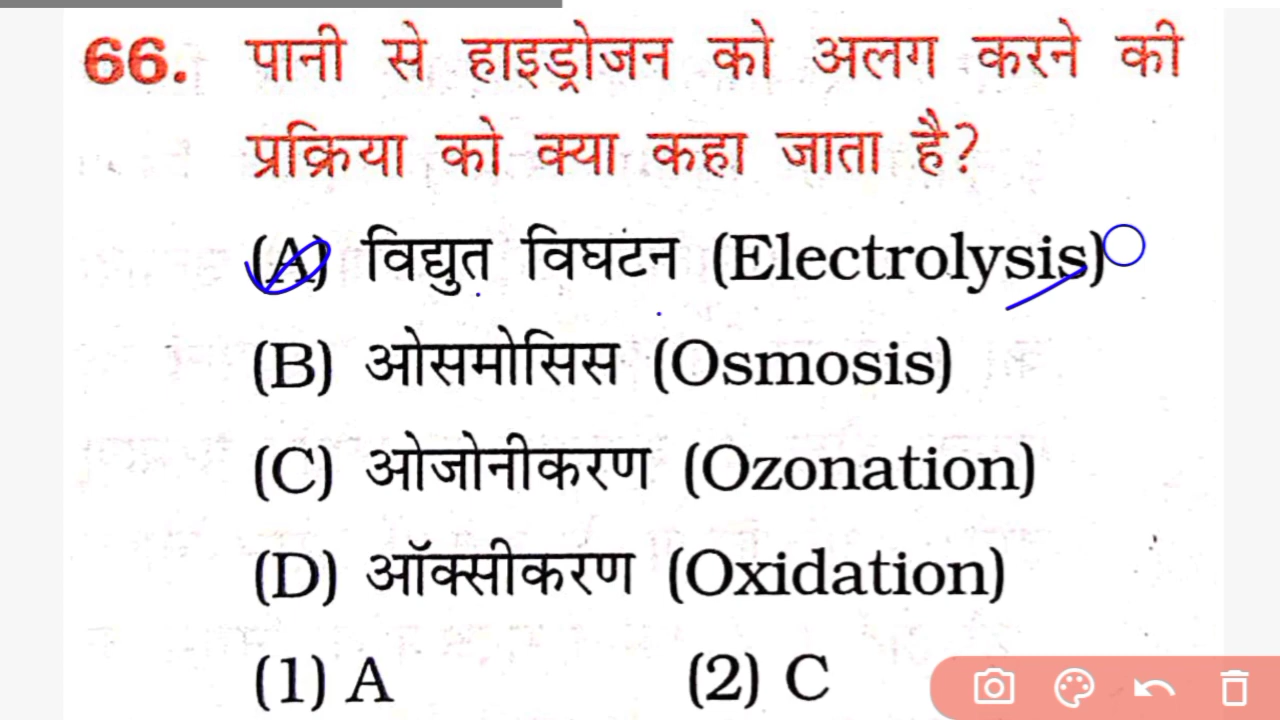 66. पानी से हाइड्रोजन को अलग करने की
प्रक्रिया को क्या कहा जाता है?
(A) विद्युत विघटन (Electrolysis)
(B) ओसमोसिस (Osmosis)
(C) ओजोनीकरण (Ozonation)
(D) ऑक्सीकरण (Oxidation)
(1) A (2) C